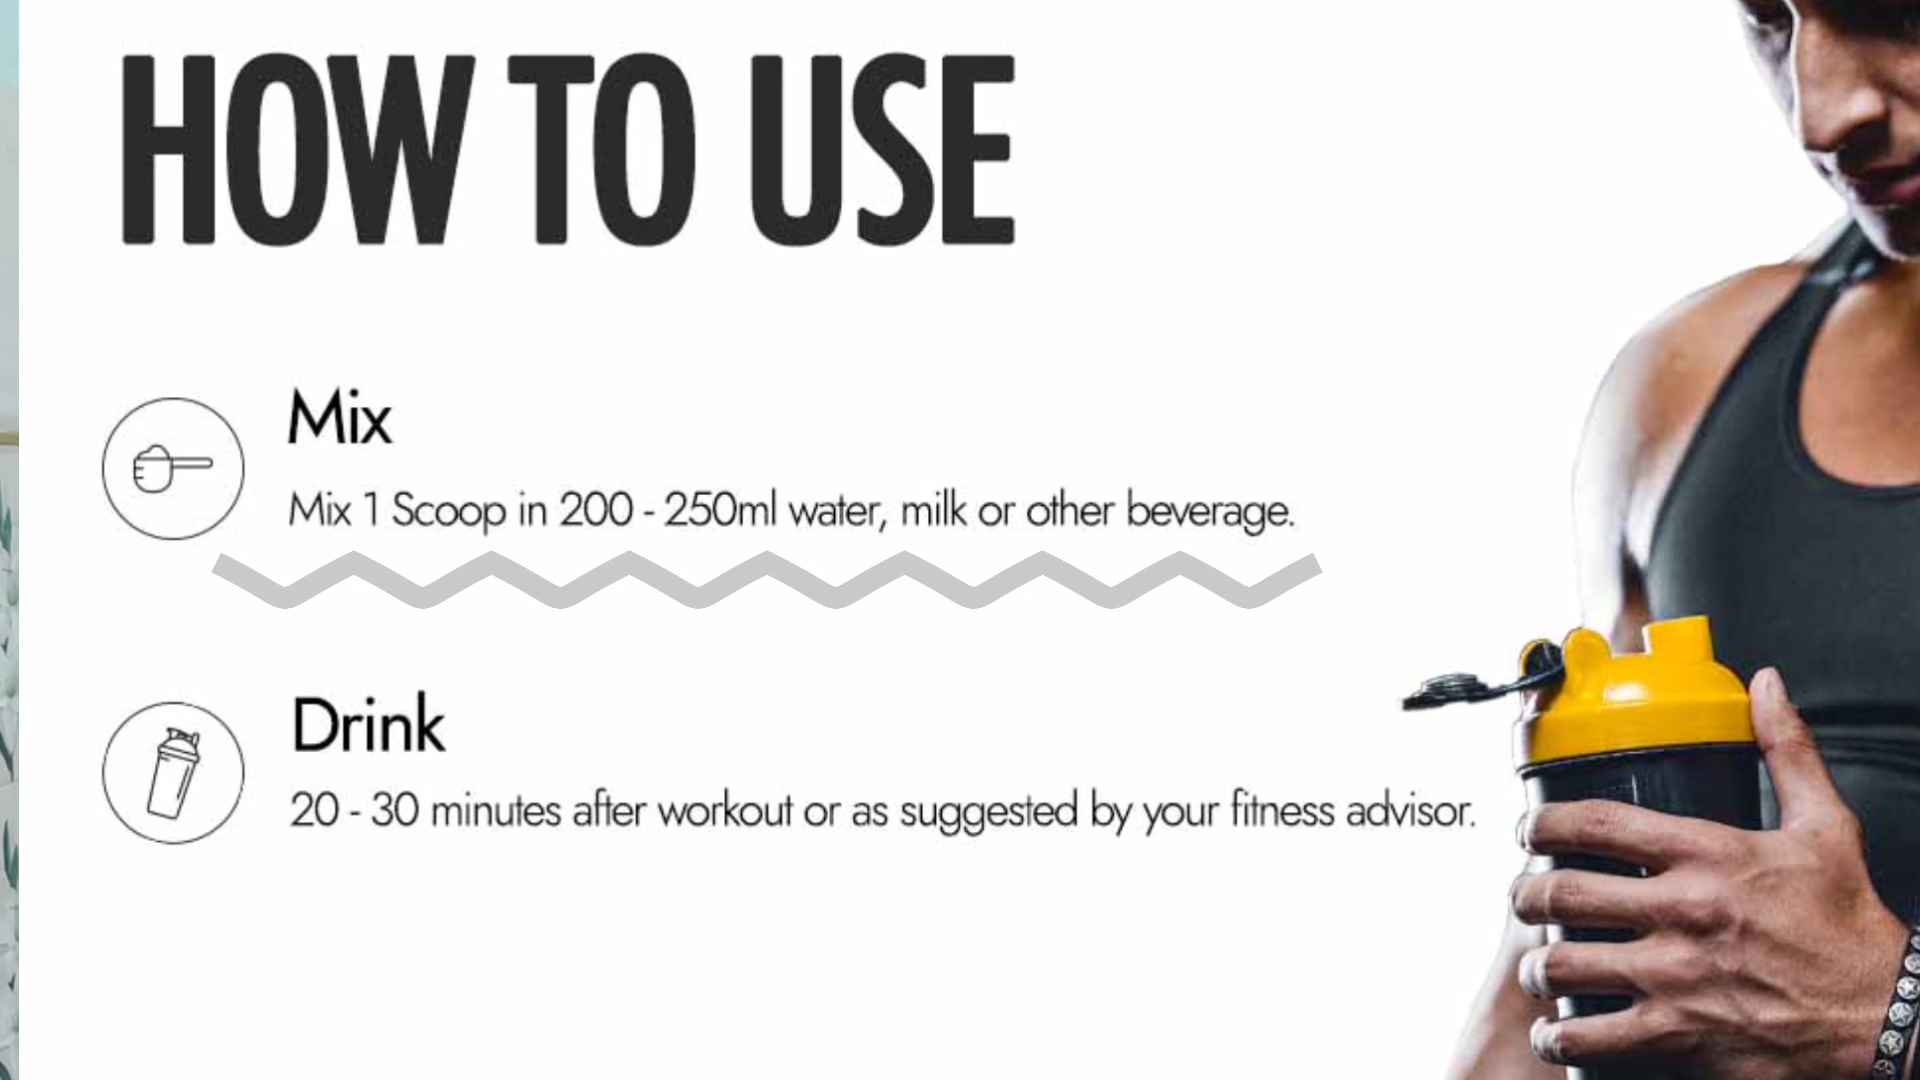 HOW TO USE
Mix
Mix 1 Scoop in 200 - 250ml water, milk or other beverage.
Drink
20 - 30 minutes after workout or as suggested by your fitness advisor.